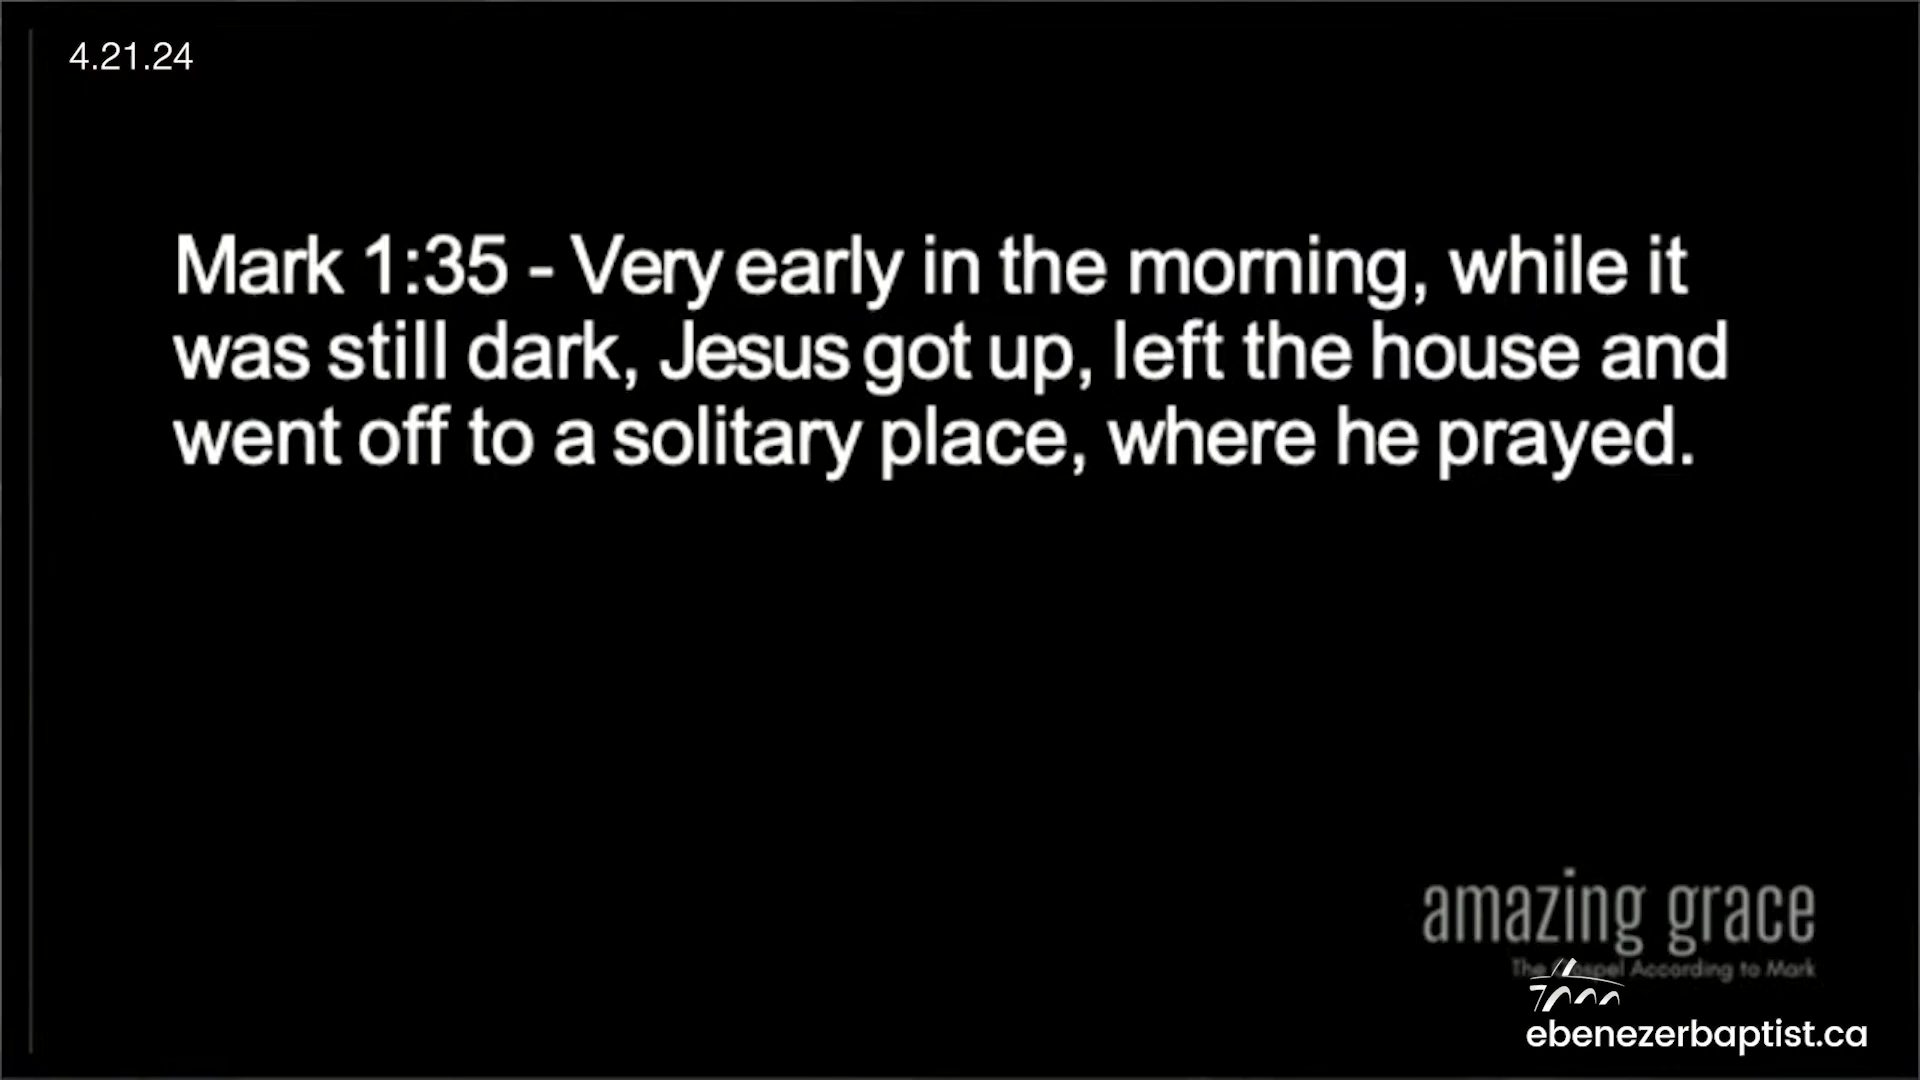 4.21.24
Mark 1:35 - Very early in the morning, while it
was still dark, Jesus got up, left the house and
went off to a solitary place, where he prayed.
amazing grace
The Gospel According to Mark
ebenezerbaptist.ca